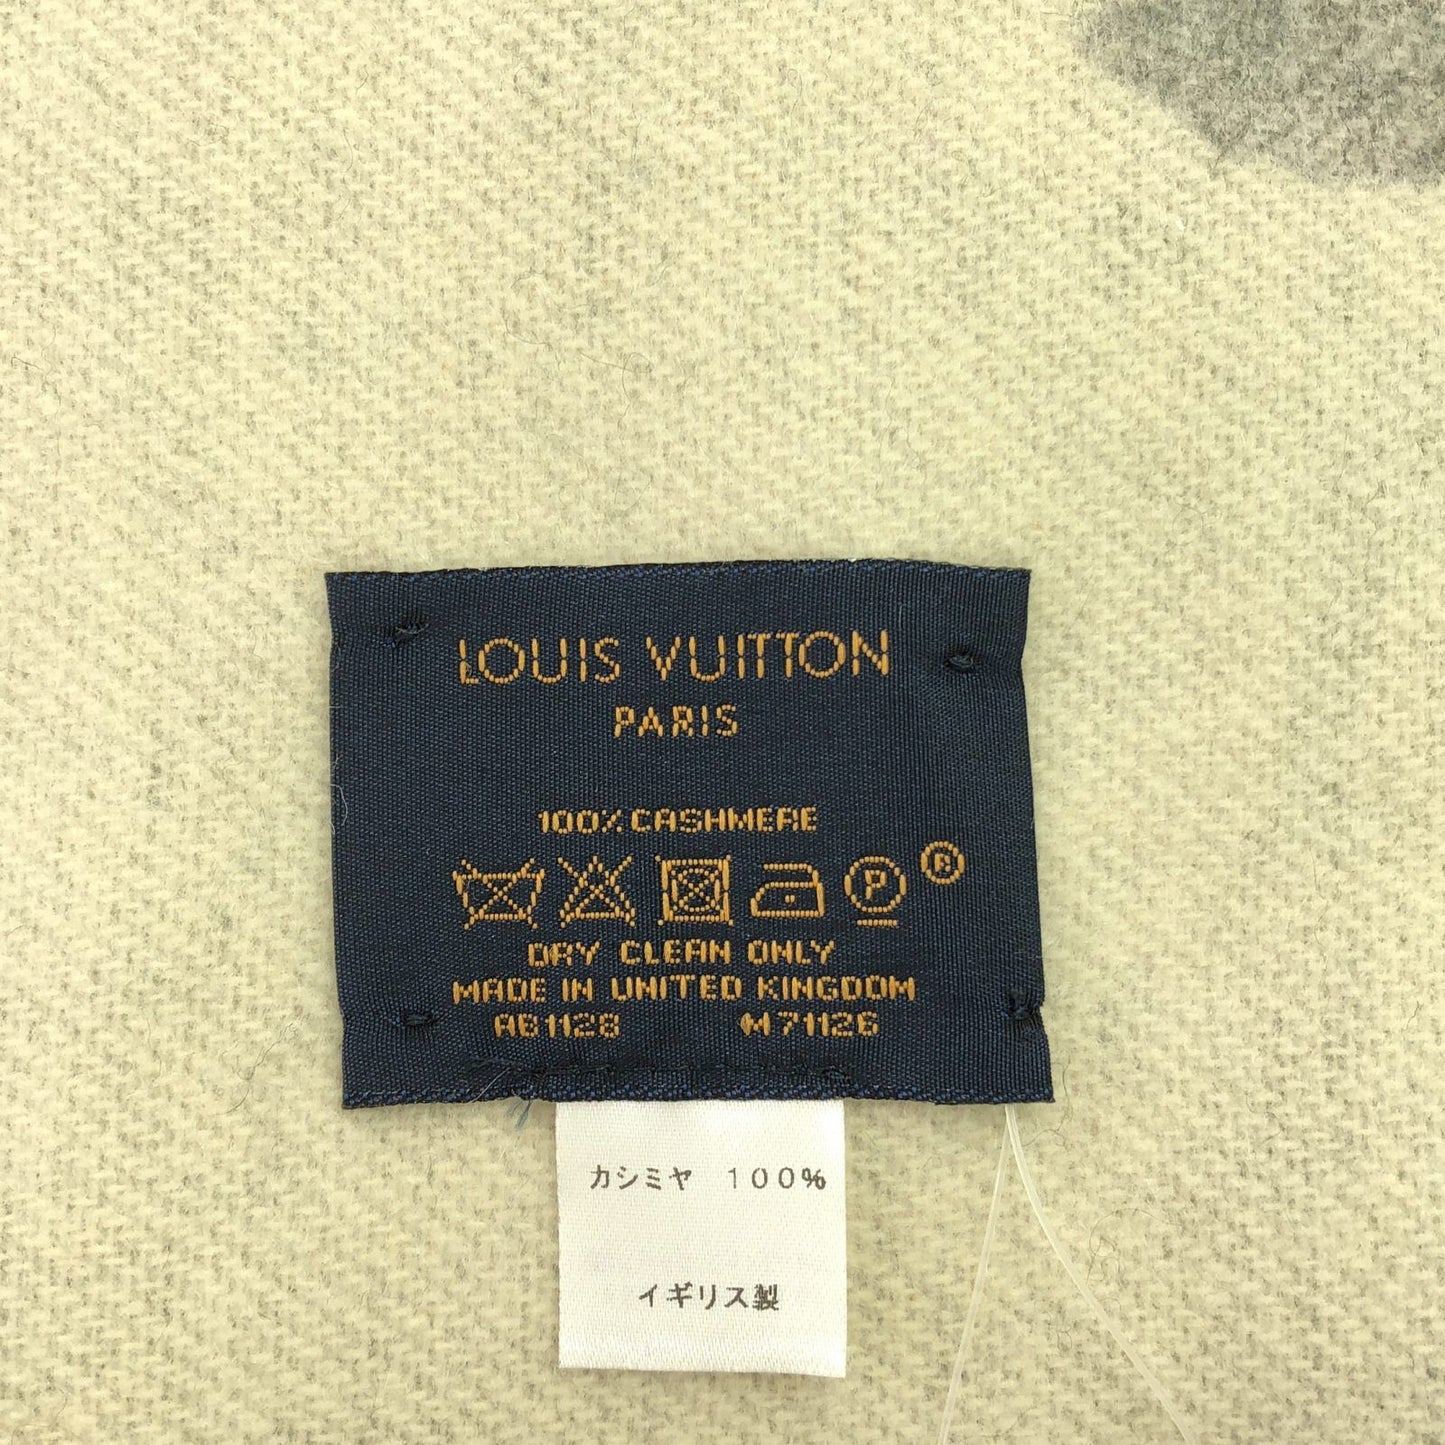 LOUIS VUITTON
PARIS
100% CASHMERE
P
®
DRY CLEAN ONLY
MADE IN UNITED KINGDOM
AB1128 M71126
カシミヤ 100%
イギリス製